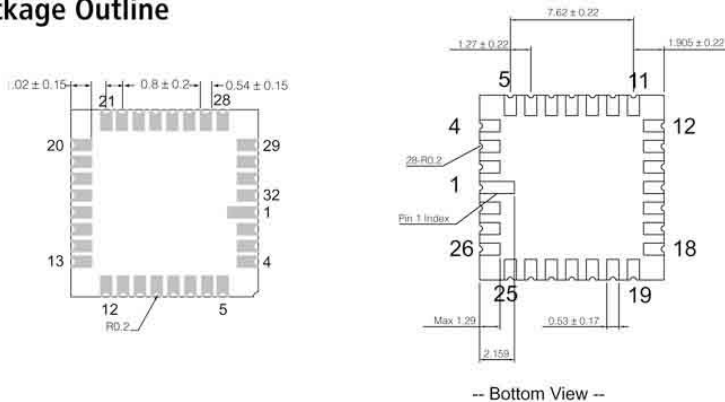 Outline
.02 ± 0.15
0.8 ± 0.2
0.54 ± 0.15
21
28
20
29
32
1
13
4
12
5
R0.2
7.62 ± 0.22
1.27 ± 0.22
1.905 ± 0.22
5
11
4
12
28-R0.2
1
Pin 1 Index
26
18
25
19
Max 1.29
0.53 ± 0.17
2.159
-- Bottom View --